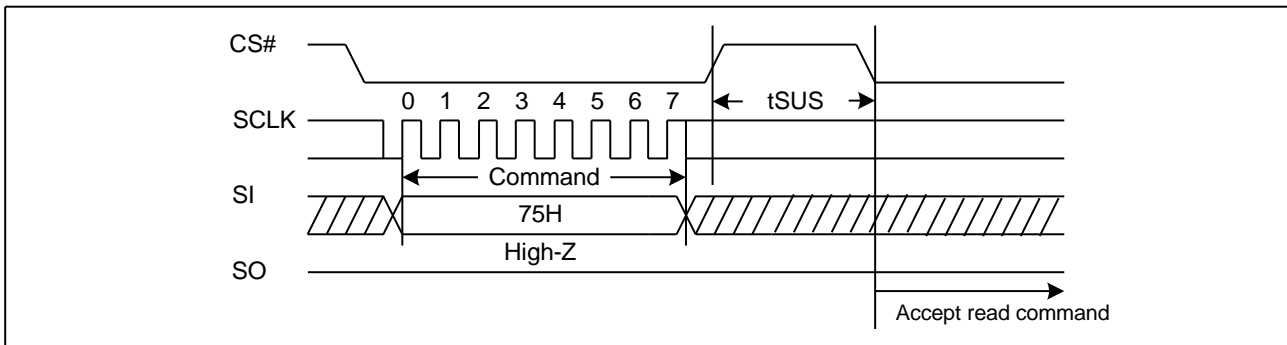 CS#
0 1 2 3 4 5 6 7
tSUS
SCLK
Command
SI
75H
High-Z
SO
Accept read command